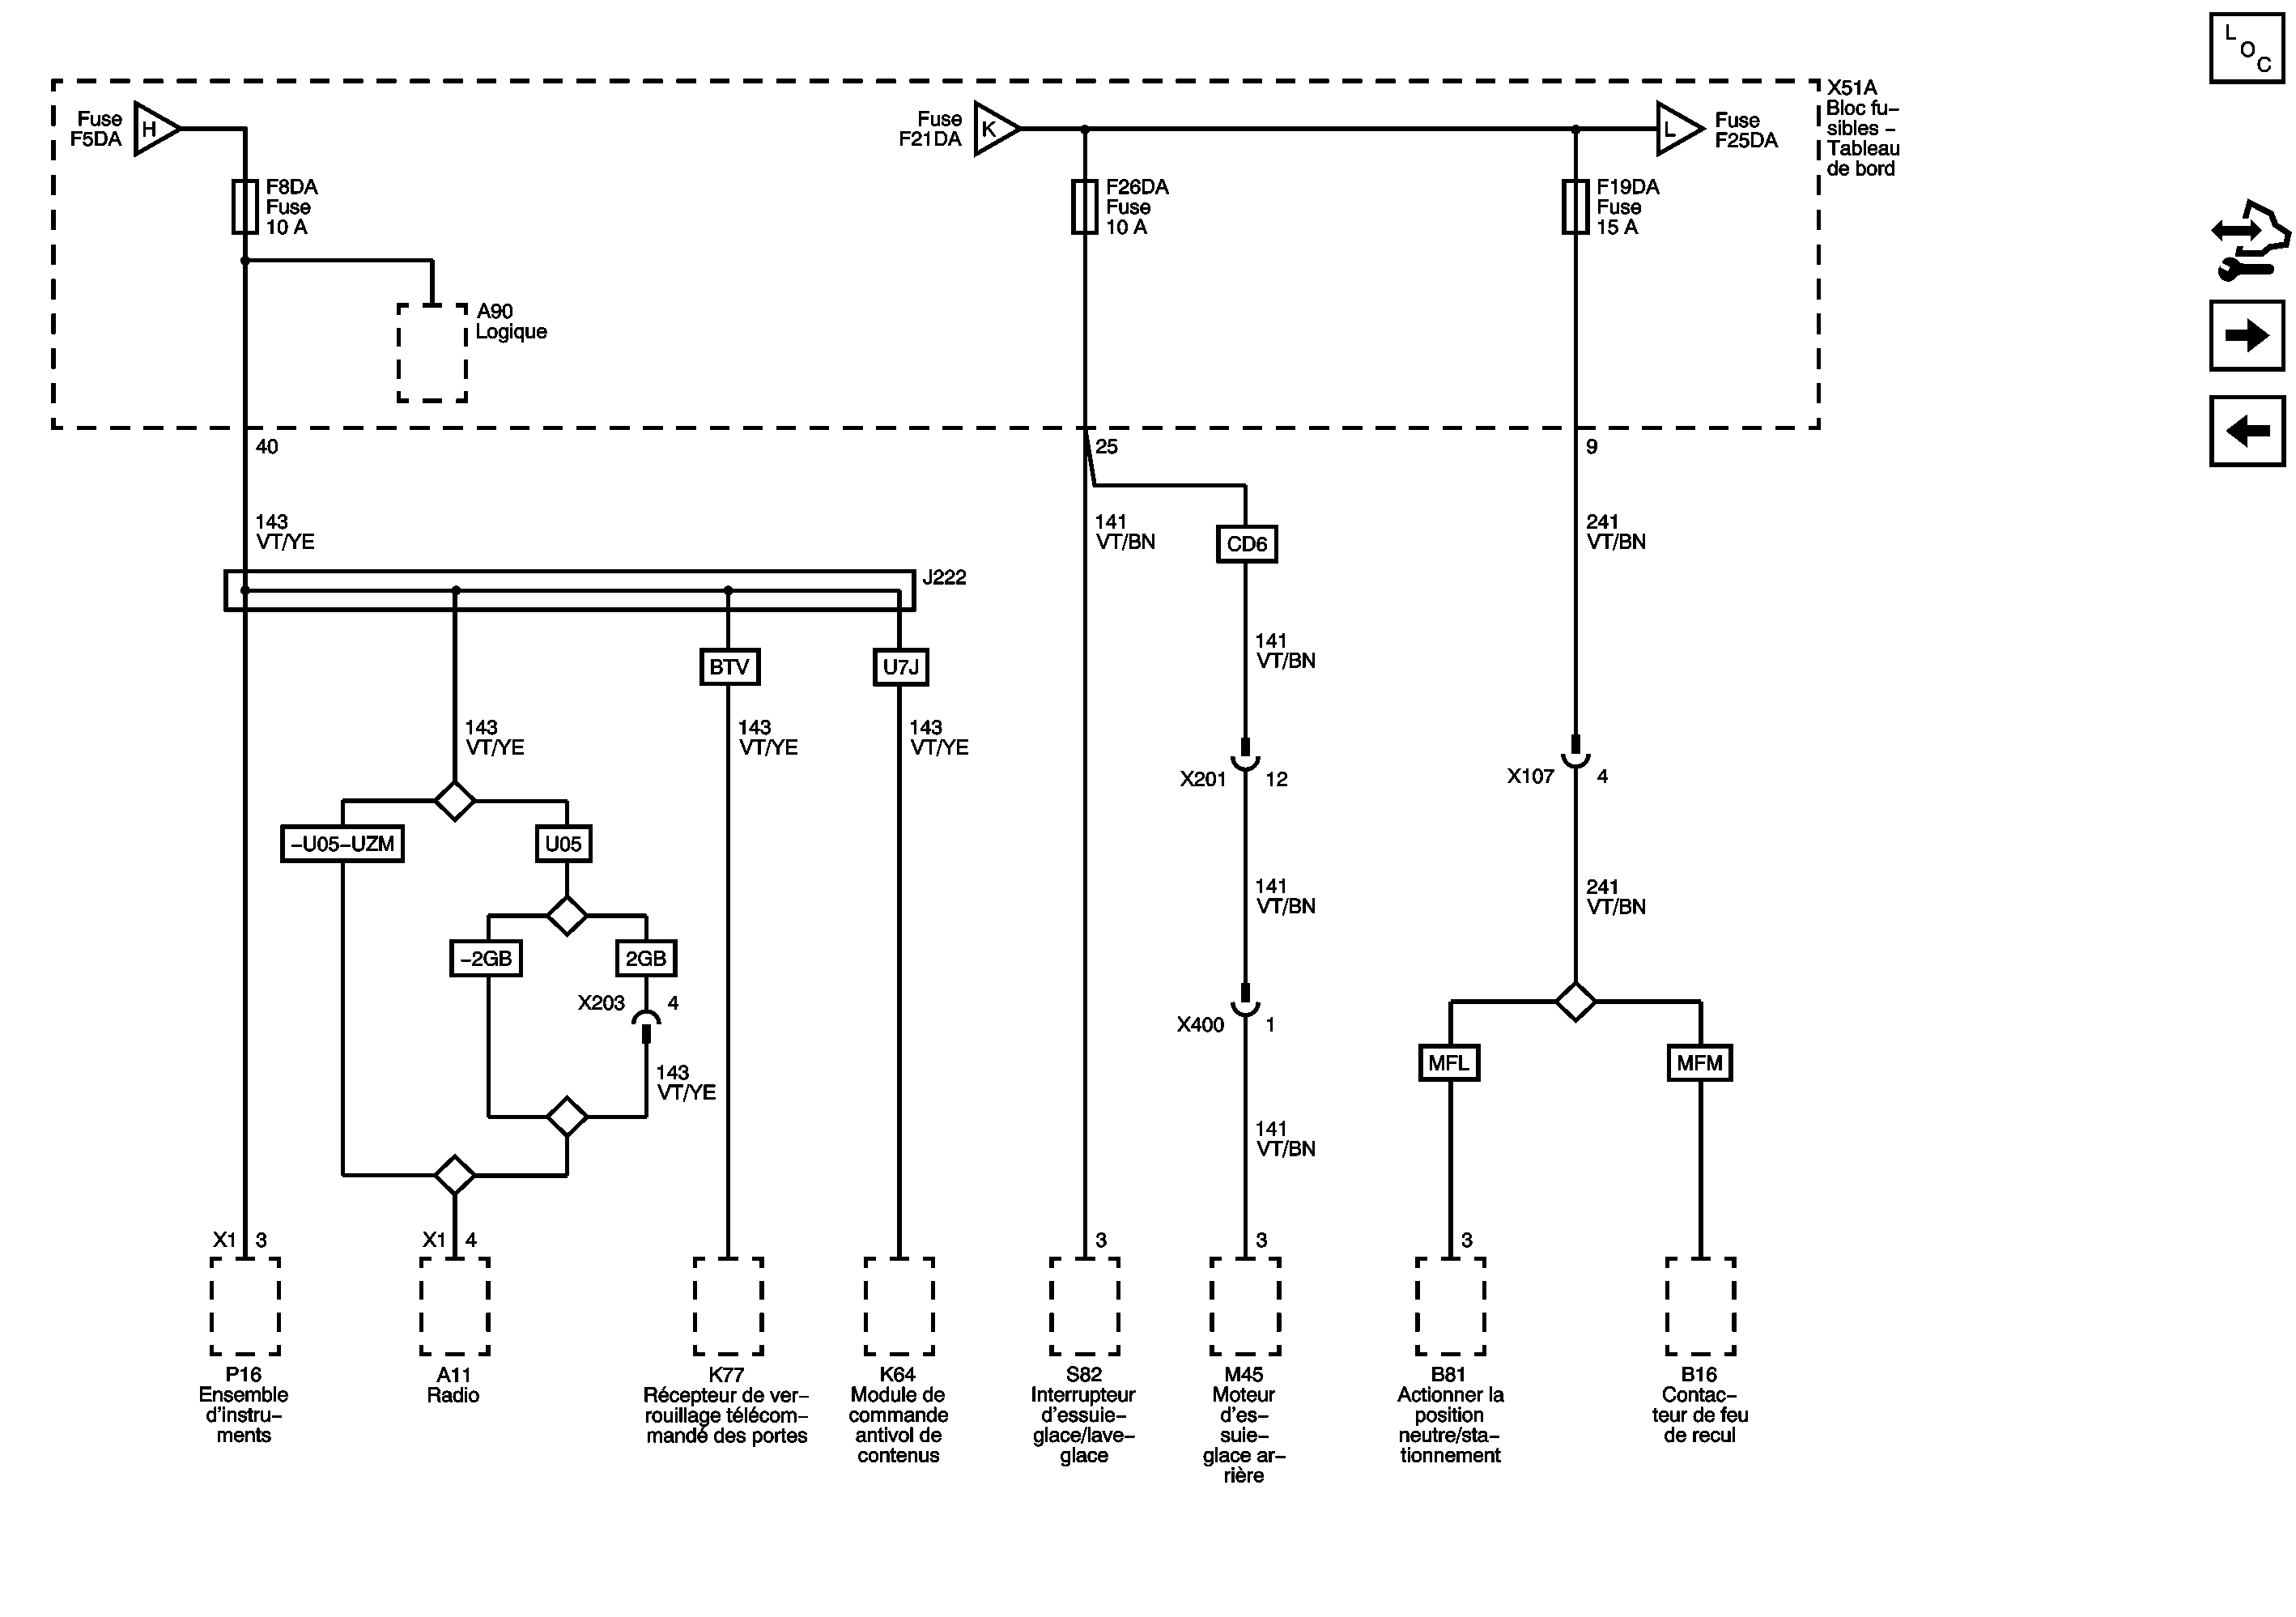 L
O
C
X51A
Bloc fu-
sibles -
Tableau
de bord
Fuse
F5DA
H
Fuse
F21DA
K
L
Fuse
F25DA
F8DA
Fuse
10 A
F26DA
Fuse
10 A
F19DA
Fuse
15 A
A90
Logique
40
25
9
143
VT/YE
141
VT/BN
CD6
241
VT/BN
J222
141
VT/BN
BTV
U7J
143
VT/YE
143
VT/YE
143
VT/YE
X201
12
X107
4
-U05-UZM
U05
141
VT/BN
241
VT/BN
-2GB
2GB
X203
4
X400
1
143
VT/YE
MFL
MFM
141
VT/BN
X1
3
X1
4
3
3
3
P16
Ensemble
d'instru-
ments
A11
Radio
K77
Récepteur de ver-
rouillage télécom-
mandé des portes
K64
Module de
commande
antivol de
contenus
S82
Interrupteur
d'essuie-
glace/lave-
glace
M45
Moteur
d'es-
suie-
glace ar-
rière
B81
Actionner la
position
neutre/sta-
tionnement
B16
Contac-
teur de feu
de recul